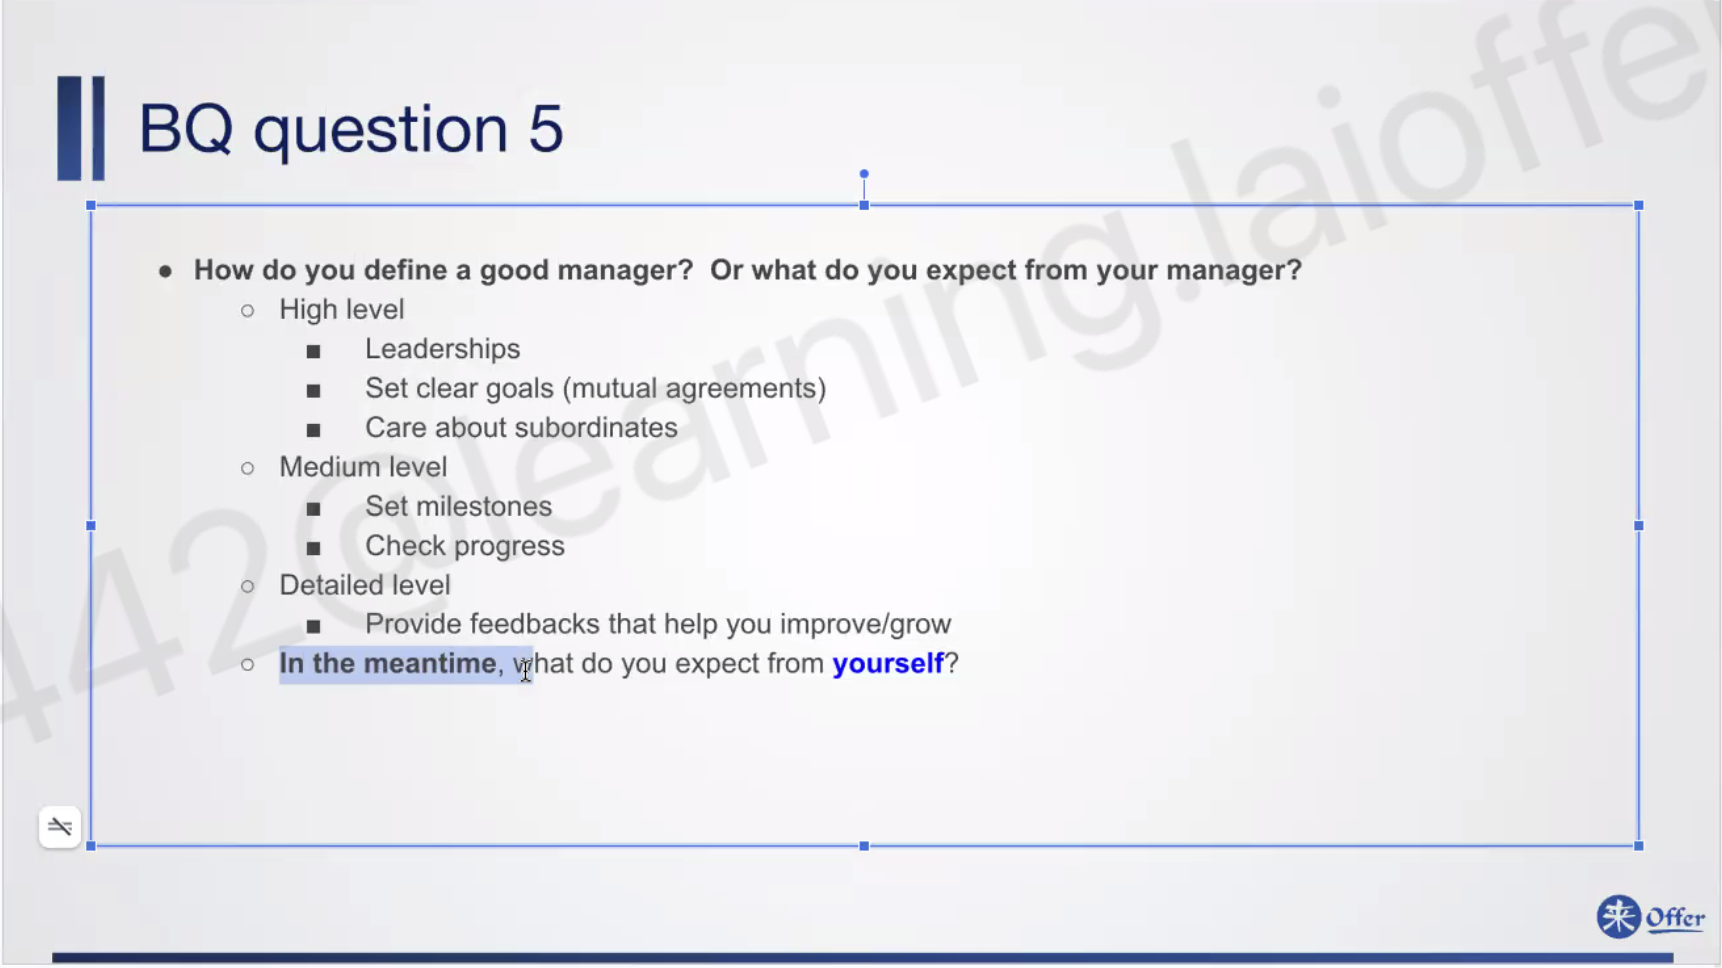 BQ question 5
● How do you define a good manager?  Or what do you expect from your manager?
○ High level
■ Leaderships
■ Set clear goals (mutual agreements)
■ Care about subordinates
○ Medium level
■ Set milestones
■ Check progress
○ Detailed level
■ Provide feedbacks that help you improve/grow
○ In the meantime, what do you expect from yourself?
442@learning.laioffer
来 Offer